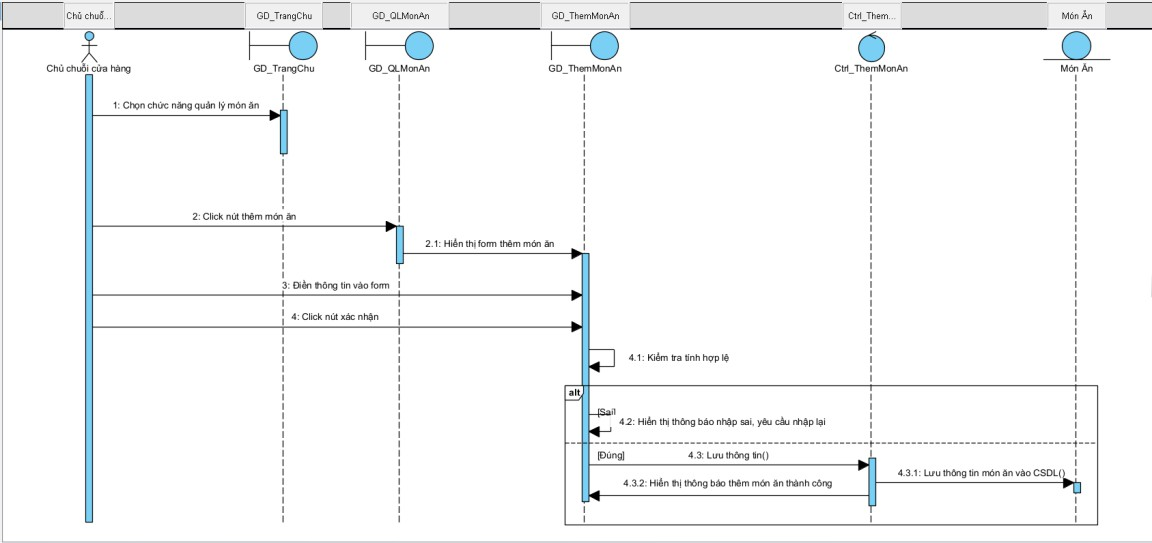 Chủ chuỗ...
GD_TrangChu
GD_QLMonAn
GD_ThemMonAn
Ctrl_Them...
Món Ăn
Chủ chuỗi cửa hàng
GD_TrangChu
GD_QLMonAn
GD_ThemMonAn
Ctrl_ThemMonAn
Món Ăn
1: Chọn chức năng quản lý món ăn
2: Click nút thêm món ăn
2.1: Hiển thị form thêm món ăn
3: Điền thông tin vào form
4: Click nút xác nhận
4.1: Kiểm tra tính hợp lệ
alt
[Sai]
4.2: Hiển thị thông báo nhập sai, yêu cầu nhập lại
[Đúng]
4.3: Lưu thông tin()
4.3.1: Lưu thông tin món ăn vào CSDL()
4.3.2: Hiển thị thông báo thêm món ăn thành công